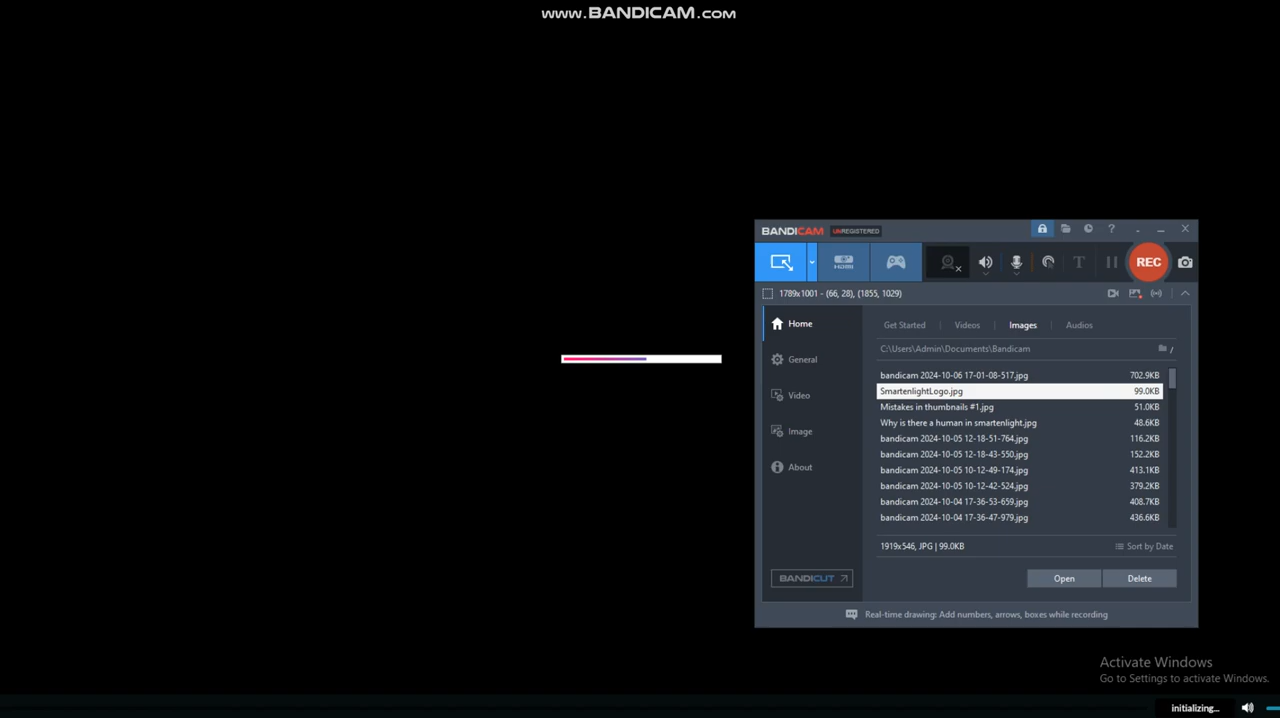 www.BANDICAM.com
BANDICAM UNREGISTERED
?
HDMI
T
REC
1789x1001 - (66, 28), (1855, 1029)
Home
General
Video
Image
About
Get Started
Videos
Images
Audios
C:\Users\Admin\Documents\Bandicam
bandicam 2024-10-06 17-01-08-517.jpg 702.9KB
SmartenlightLogo.jpg 99.0KB
Mistakes in thumbnails #1.jpg 51.0KB
Why is there a human in smartenlight.jpg 48.6KB
bandicam 2024-10-05 12-18-51-764.jpg 116.2KB
bandicam 2024-10-05 12-18-43-550.jpg 152.2KB
bandicam 2024-10-05 10-12-49-174.jpg 413.1KB
bandicam 2024-10-05 10-12-42-524.jpg 379.2KB
bandicam 2024-10-04 17-36-53-659.jpg 408.7KB
bandicam 2024-10-04 17-36-47-979.jpg 436.6KB
1919x546, JPG | 99.0KB
Sort by Date
BANDICUT
Open
Delete
Real-time drawing: Add numbers, arrows, boxes while recording
Activate Windows
Go to Settings to activate Windows.
initializing...